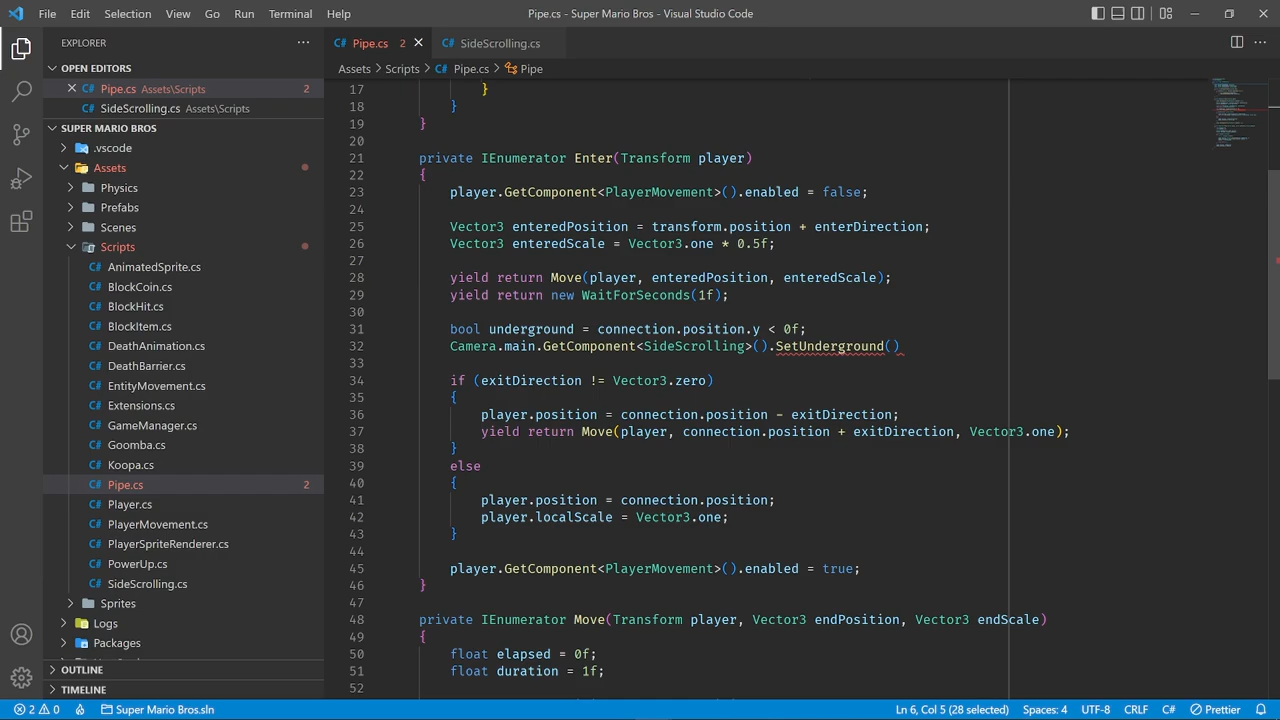 File Edit Selection View Go Run Terminal Help
Pipe.cs - Super Mario Bros - Visual Studio Code
EXPLORER
OPEN EDITORS
Pipe.cs Assets\Scripts 2
SideScrolling.cs Assets\Scripts
SUPER MARIO BROS
.vscode
Assets
Physics
Prefabs
Scenes
Scripts
AnimatedSprite.cs
BlockCoin.cs
BlockHit.cs
BlockItem.cs
DeathAnimation.cs
DeathBarrier.cs
EntityMovement.cs
Extensions.cs
GameManager.cs
Goomba.cs
Koopa.cs
Pipe.cs 2
Player.cs
PlayerMovement.cs
PlayerSpriteRenderer.cs
PowerUp.cs
SideScrolling.cs
Sprites
Logs
Packages
OUTLINE
TIMELINE
Pipe.cs 2 SideScrolling.cs
Assets > Scripts > Pipe.cs > Pipe
17 }
18 }
19 }
20
21 private IEnumerator Enter(Transform player)
22 {
23 player.GetComponent<PlayerMovement>().enabled = false;
24
25 Vector3 enteredPosition = transform.position + enterDirection;
26 Vector3 enteredScale = Vector3.one * 0.5f;
27
28 yield return Move(player, enteredPosition, enteredScale);
29 yield return new WaitForSeconds(1f);
30
31 bool underground = connection.position.y < 0f;
32 Camera.main.GetComponent<SideScrolling>().SetUnderground()
33
34 if (exitDirection != Vector3.zero)
35 {
36 player.position = connection.position - exitDirection;
37 yield return Move(player, connection.position + exitDirection, Vector3.one);
38 }
39 else
40 {
41 player.position = connection.position;
42 player.localScale = Vector3.one;
43 }
44
45 player.GetComponent<PlayerMovement>().enabled = true;
46 }
47
48 private IEnumerator Move(Transform player, Vector3 endPosition, Vector3 endScale)
49 {
50 float elapsed = 0f;
51 float duration = 1f;
52
2 0 Super Mario Bros.sln Ln 6, Col 5 (28 selected) Spaces: 4 UTF-8 CRLF C# Prettier